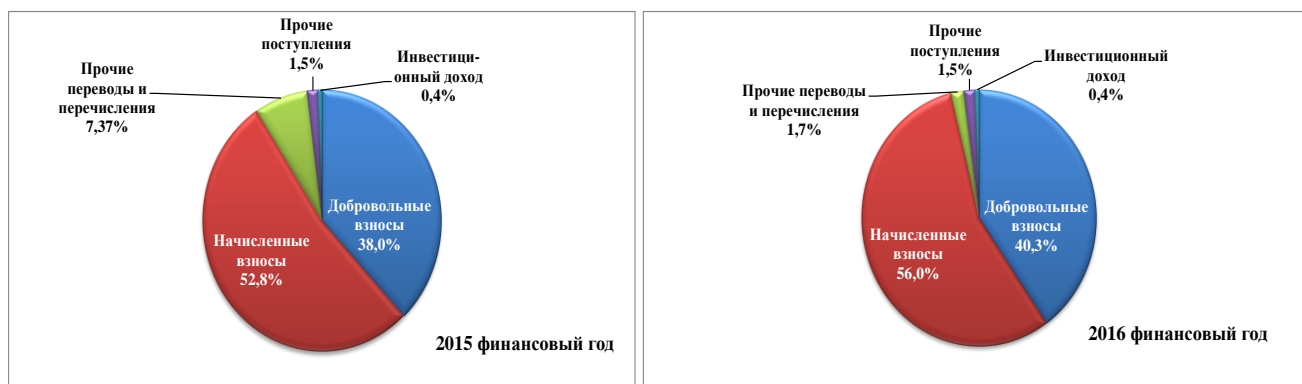 Прочие
поступления
1,5%
Инвестици-
онный доход
0,4%
Прочие
переводы и
перечисления
7,37%
Добровольные
взносы
38,0%
Начисленные
взносы
52,8%
2015 финансовый год
Прочие
поступления
1,5%
Инвестиционный
доход
0,4%
Прочие переводы
и перечисления
1,7%
Добровольные
взносы
40,3%
Начисленные
взносы
56,0%
2016 финансовый год